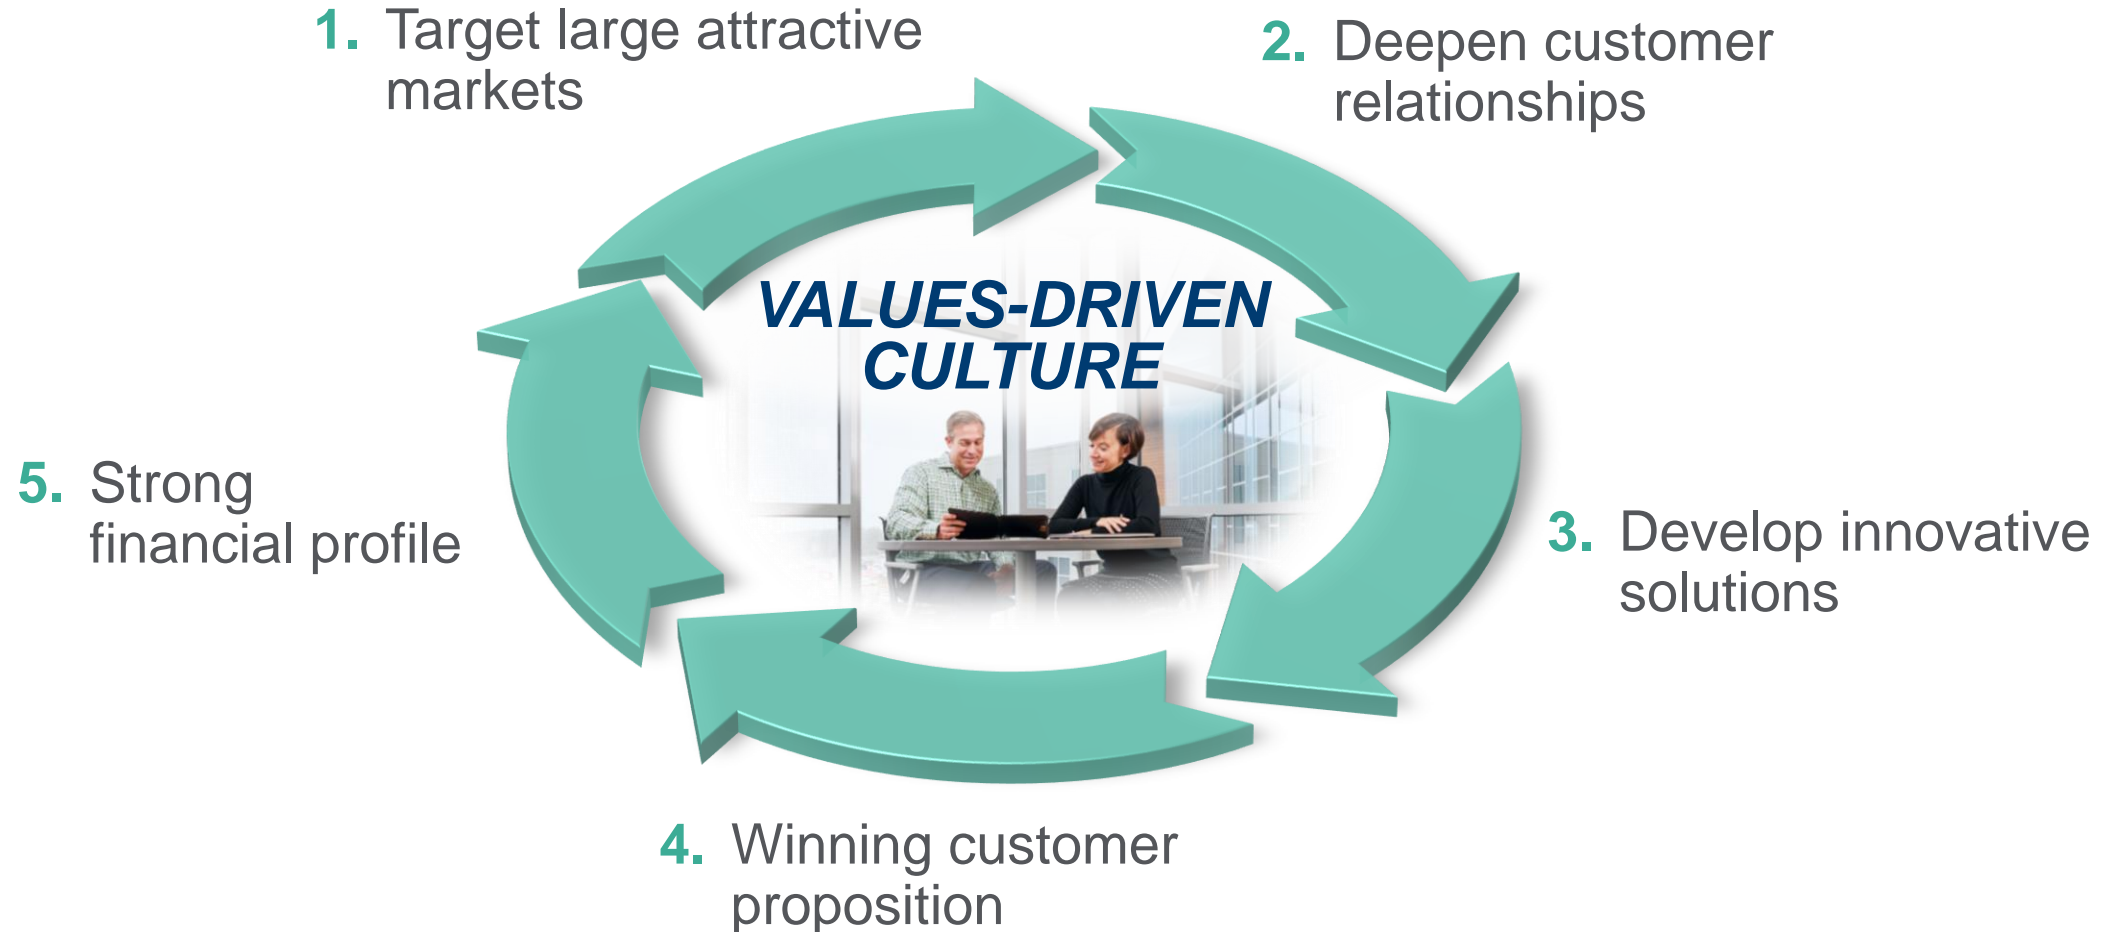 1. Target large attractive
markets
2. Deepen customer
relationships
VALUES-DRIVEN
CULTURE
3. Develop innovative
solutions
4. Winning customer
proposition
5. Strong
financial profile